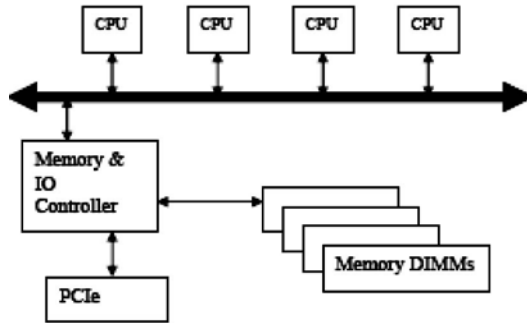 CPU
CPU
CPU
CPU
Memory &
IO
Controller
Memory DIMMs
PCIe